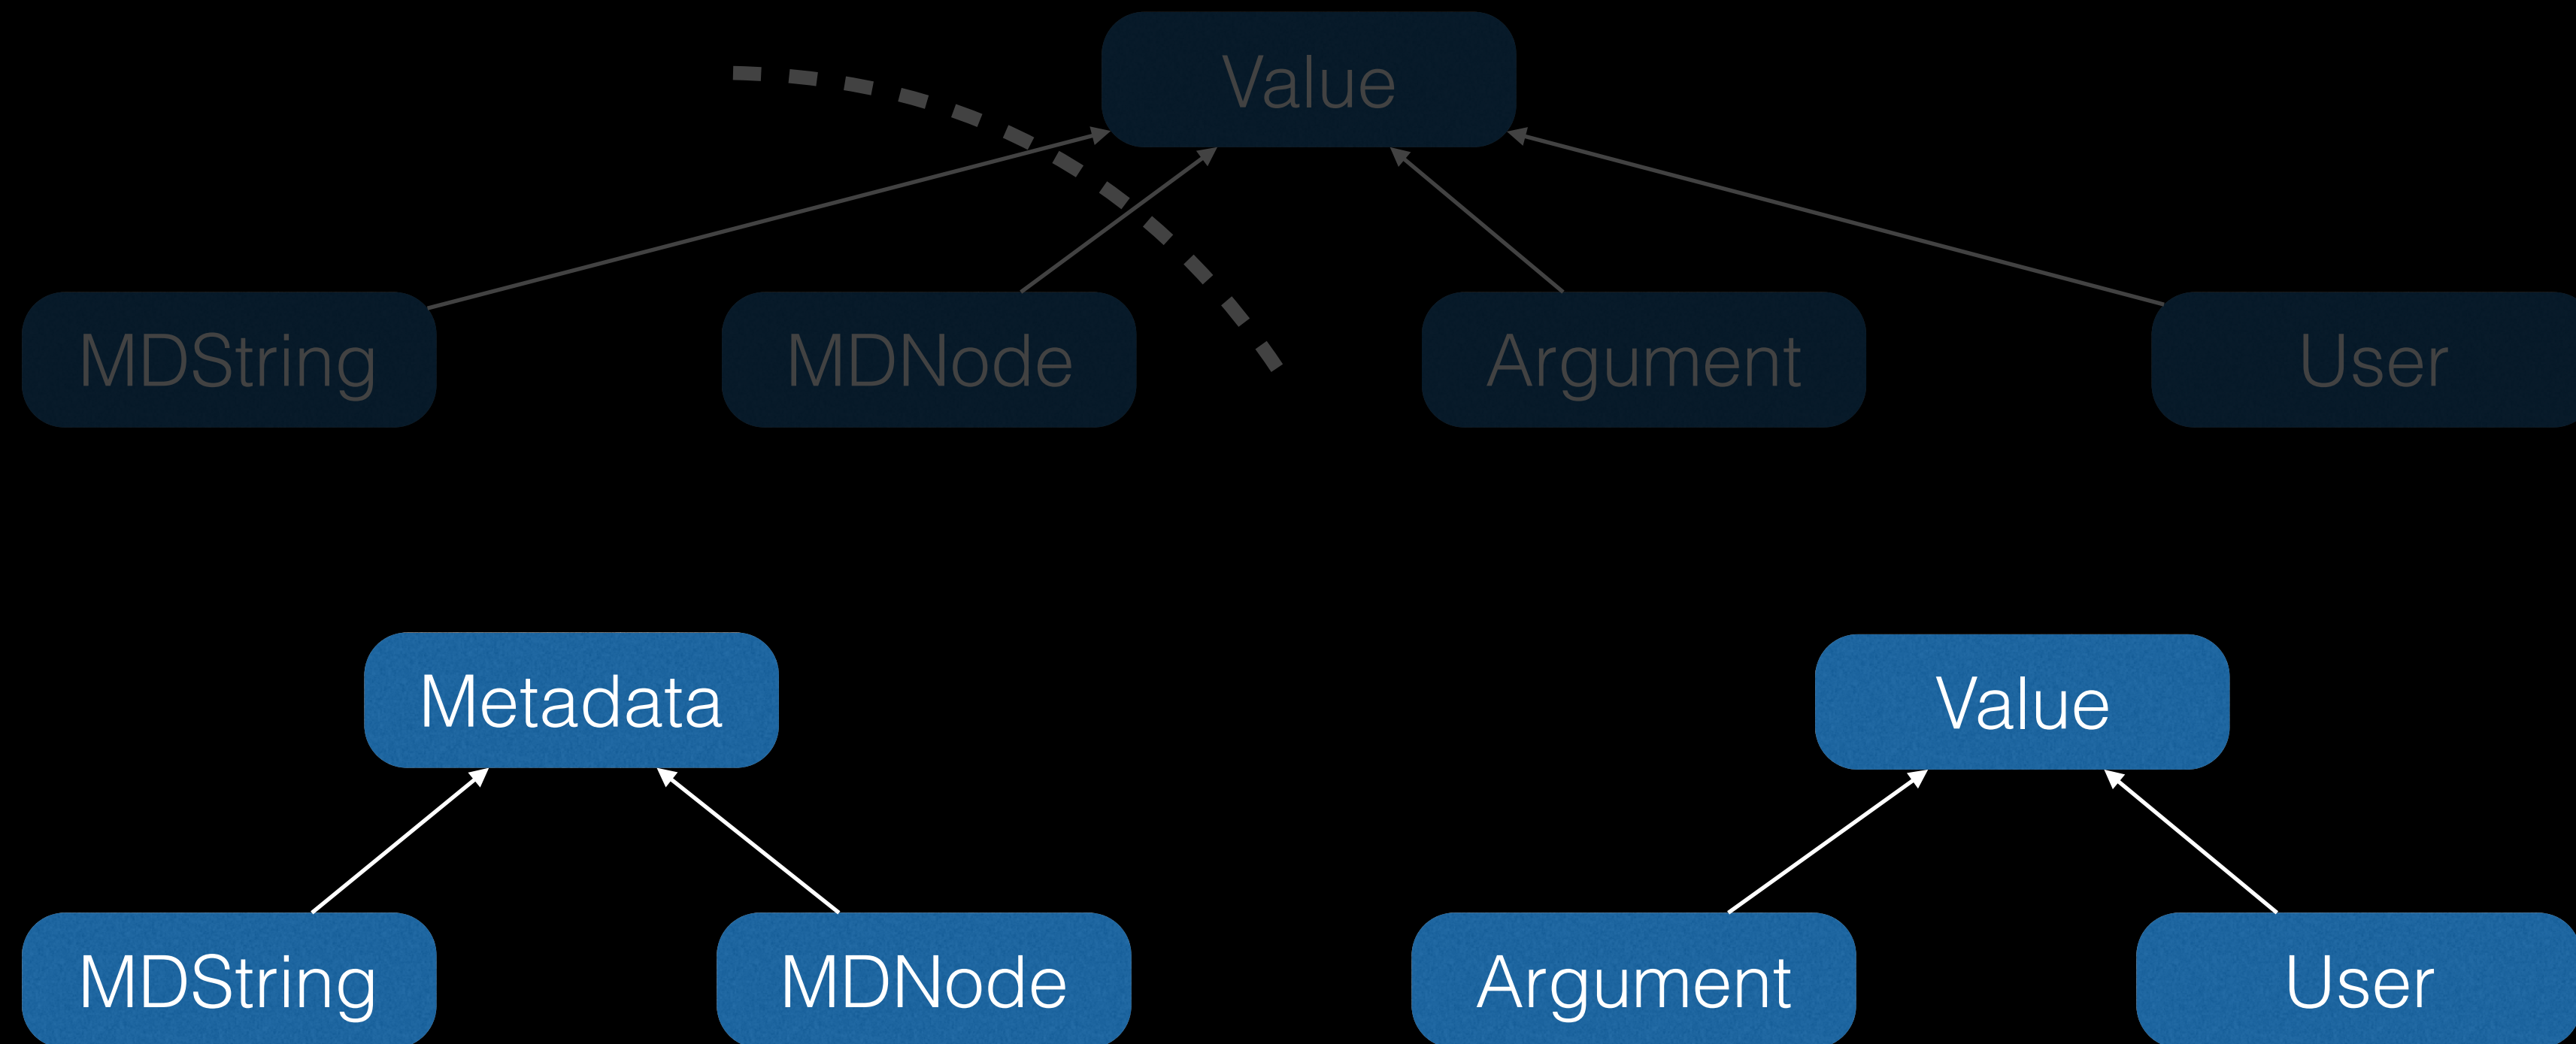 Value
MDString
MDNode
Argument
User
Metadata
Value
MDString
MDNode
Argument
User